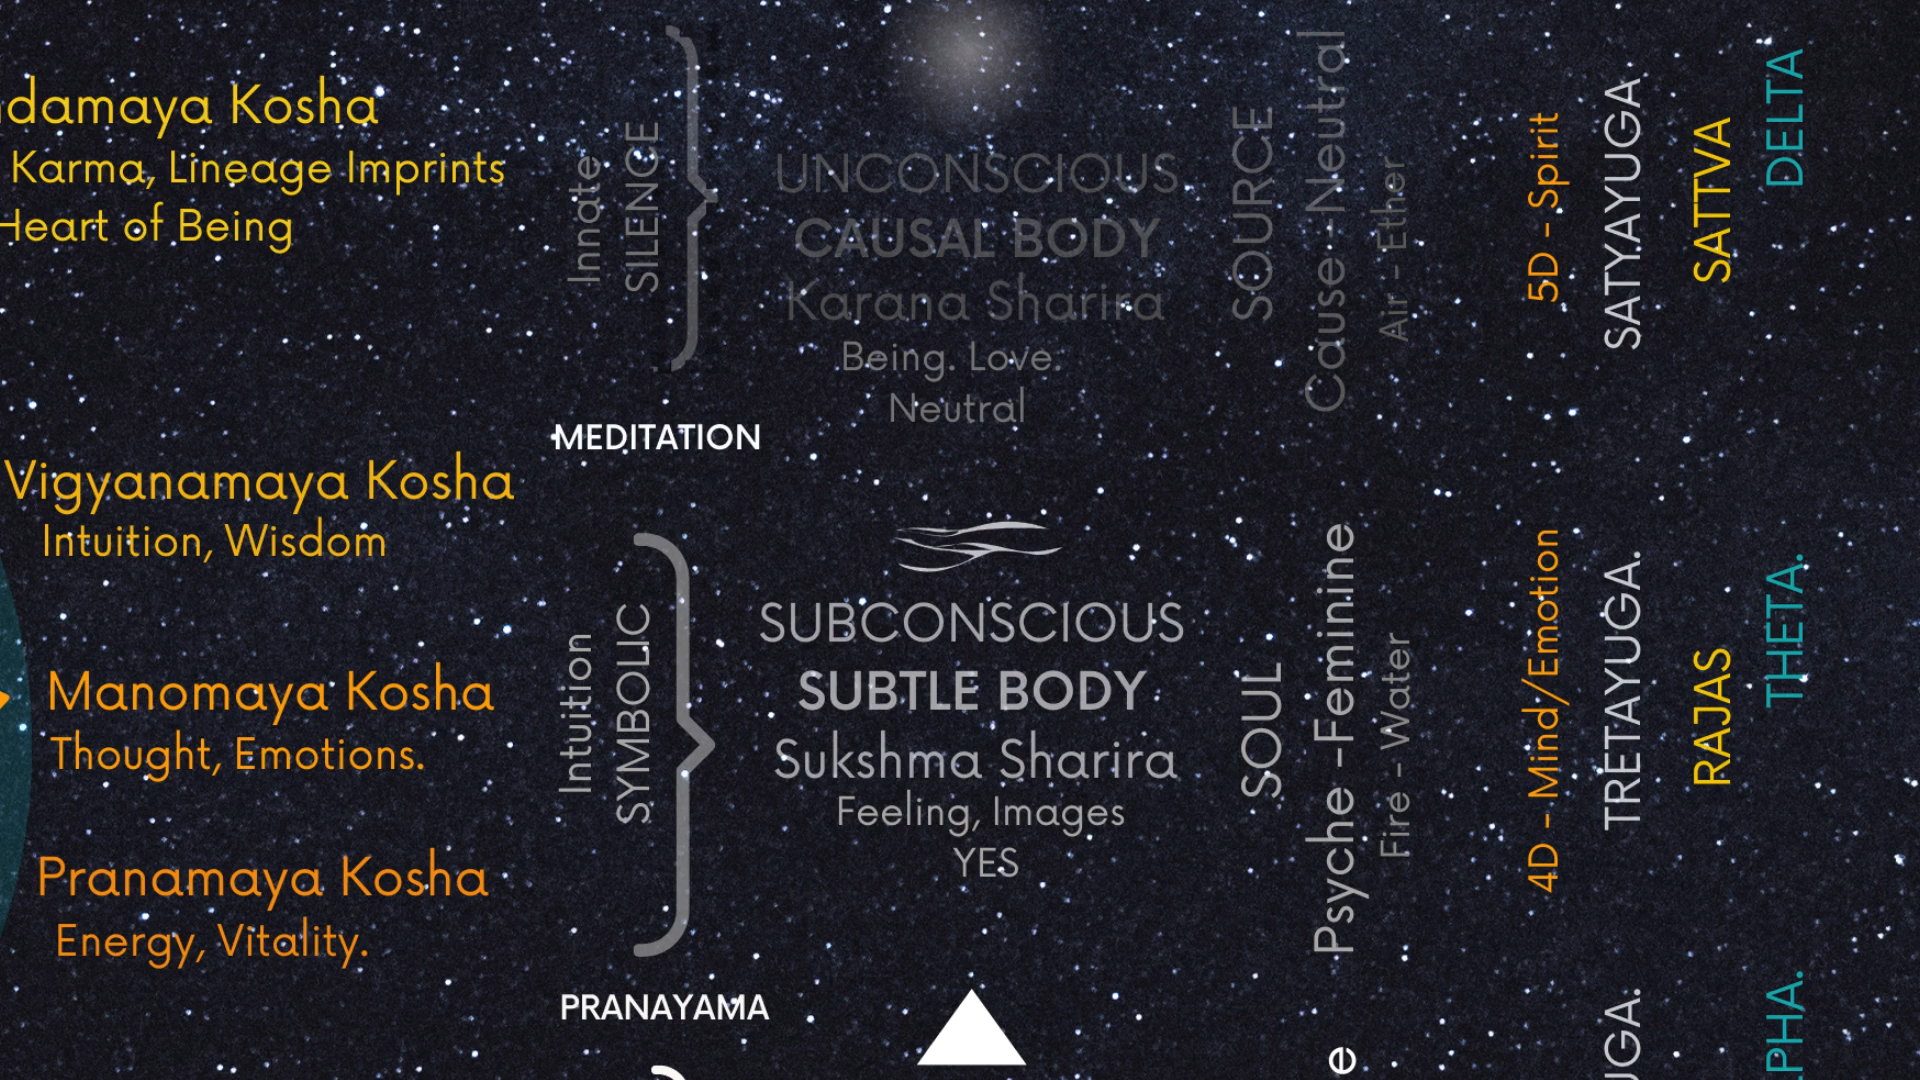 ndamaya Kosha
Karma, Lineage Imprints
Heart of Being
Innate
SILENCE
UNCONSCIOUS
CAUSAL BODY
Karana Sharira
Being. Love.
Neutral
SOURCE
Cause -Neutral
Air - Ether
5D - Spirit
SATYAYUGA
SATTVA
DELTA
MEDITATION
Vigyanamaya Kosha
Intuition, Wisdom
Manomaya Kosha
Thought, Emotions.
Pranamaya Kosha
Energy, Vitality.
Intuition
SYMBOLIC
SUBCONSCIOUS
SUBTLE BODY
Sukshma Sharira
Feeling, Images
YES
SOUL
Psyche -Feminine
Fire - Water
4D - Mind/Emotion
TRETAYUGA.
RAJAS
THETA.
PRANAYAMA
e
UGA.
PHA.